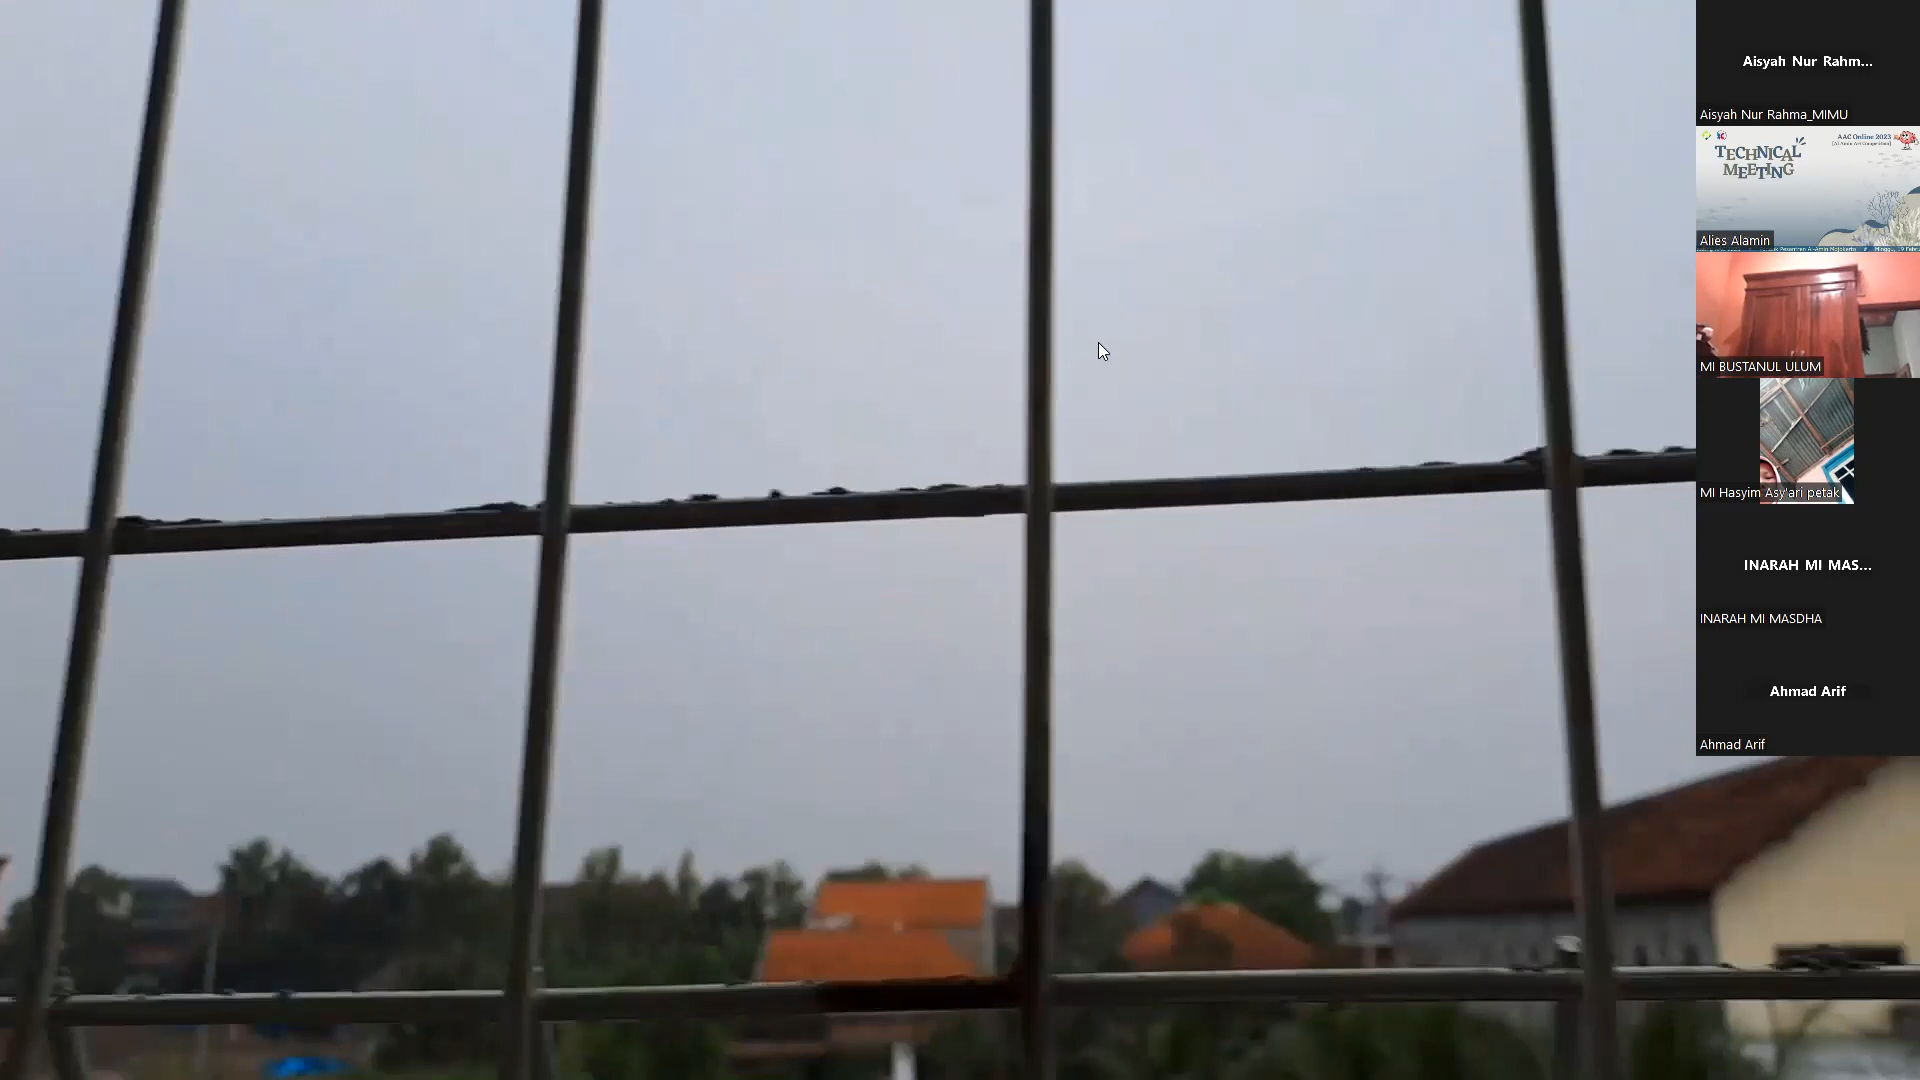 Aisyah Nur Rahm...
Aisyah Nur Rahma_MIMU
AAC Online 2023
TECHNICAL
MEETING
Alies Alamin
MI BUSTANUL ULUM
MI Hasyim Asy'ari petak
INARAH MI MAS...
INARAH MI MASDHA
Ahmad Arif
Ahmad Arif